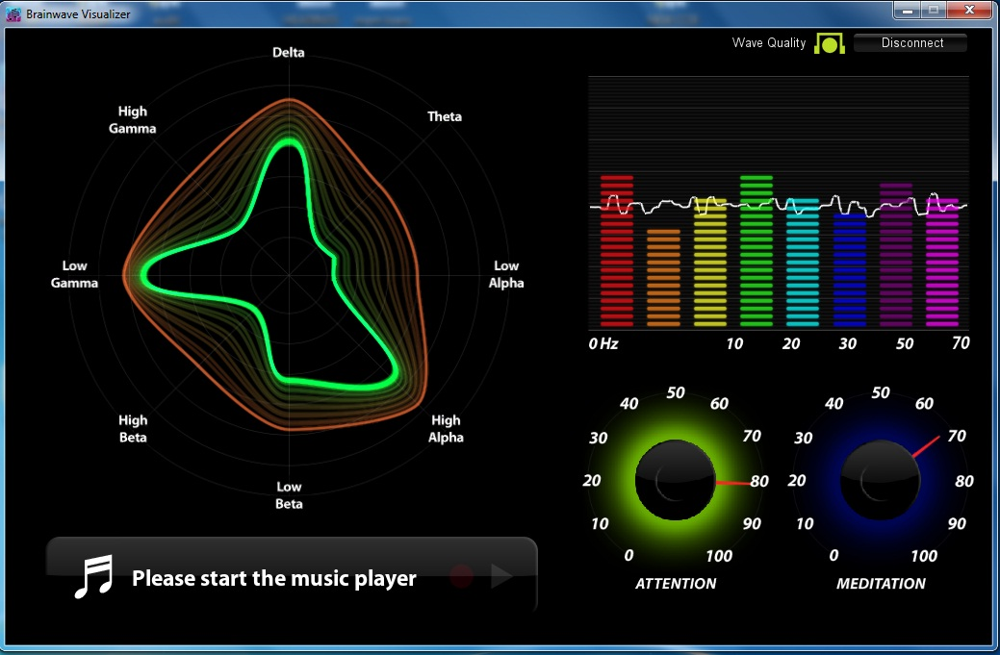 Brainwave Visualizer
Wave Quality
Disconnect
Delta
Theta
High
Gamma
Low
Gamma
Low
Alpha
High
Beta
High
Alpha
Low
Beta
0 Hz 10 20 30 50 70
0 10 20 30 40 50 60 70 80 90 100
ATTENTION
0 10 20 30 40 50 60 70 80 90 100
MEDITATION
Please start the music player